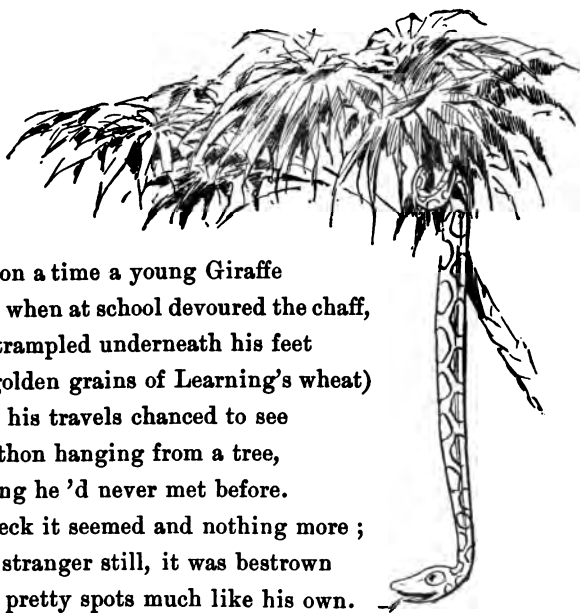 on a time a young Giraffe
when at school devoured the chaff,
trampled underneath his feet
golden grains of Learning's wheat)
his travels chanced to see
thon hanging from a tree,
ng he 'd never met before.
eck it seemed and nothing more ;
stranger still, it was bestrown
pretty spots much like his own.